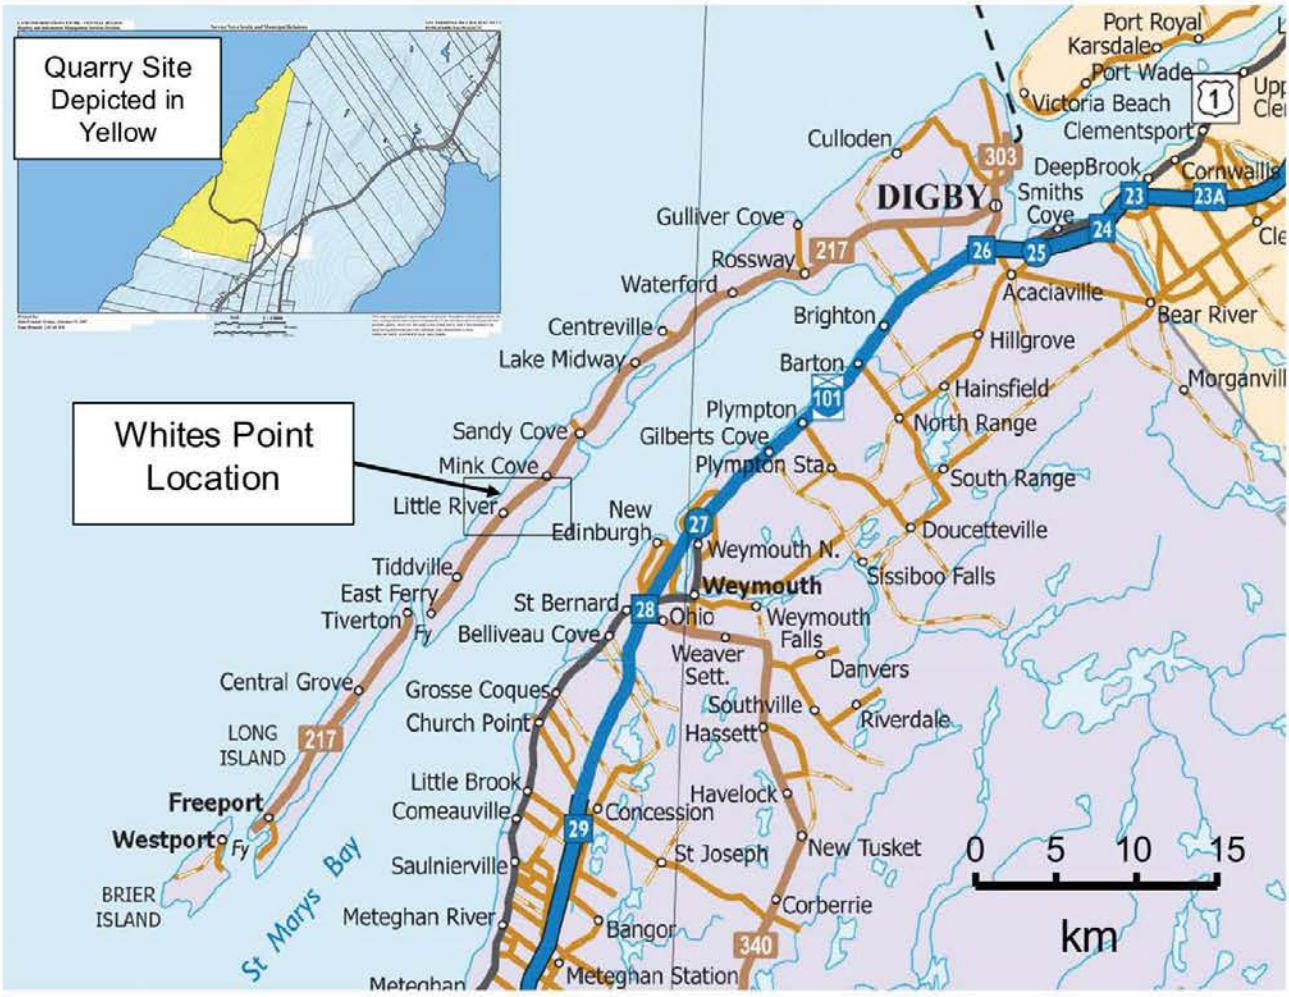 Quarry Site
Depicted in
Yellow
Whites Point
Location
Port Royal
Karsdale
Port Wade
Victoria Beach
1
Clementsport
Culloden
303
DeepBrook
Cornwallis
DIGBY
Smiths
Cove
23
23A
24
25
26
Gulliver Cove
217
Rossway
Waterford
Acaciaville
Bear River
Centreville
Brighton
Hillgrove
Lake Midway
Barton
Hainsfield
101
Plympton
North Range
Sandy Cove
Gilberts Cove
Mink Cove
Plympton Sta.
South Range
Little River
New
Edinburgh
27
Doucetteville
Weymouth N.
Tiddville
Sissiboo Falls
East Ferry
Weymouth
Tiverton
Fy
St Bernard
28
Ohio
Weymouth
Falls
Belliveau Cove
Weaver
Sett.
Danvers
Central Grove
Grosse Coques
Southville
Riverdale
Church Point
Hassett
LONG
ISLAND
217
Little Brook
Havelock
Freeport
Comeauville
Concession
Westport
Fy
29
New Tusket
0 5 10 15
km
Saulnierville
St Joseph
BRIER
ISLAND
St Marys Bay
Corberrie
Meteghan River
Bangor
340
Meteghan
Meteghan Station